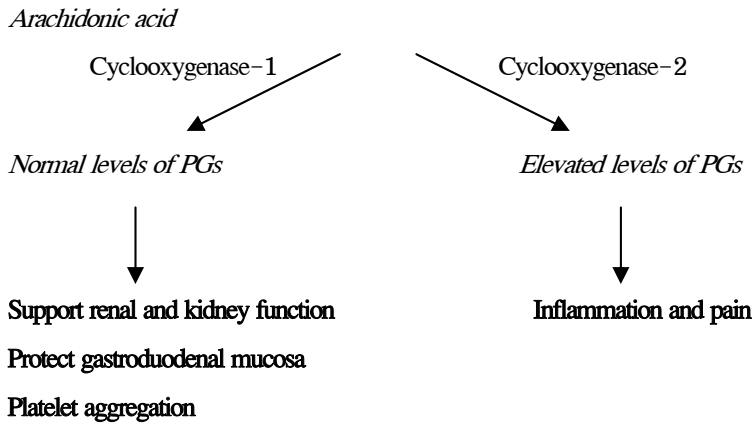 Arachidonic acid
Cyclooxygenase-1 Cyclooxygenase-2
Normal levels of PGs Elevated levels of PGs
Support renal and kidney function Inflammation and pain
Protect gastroduodenal mucosa
Platelet aggregation